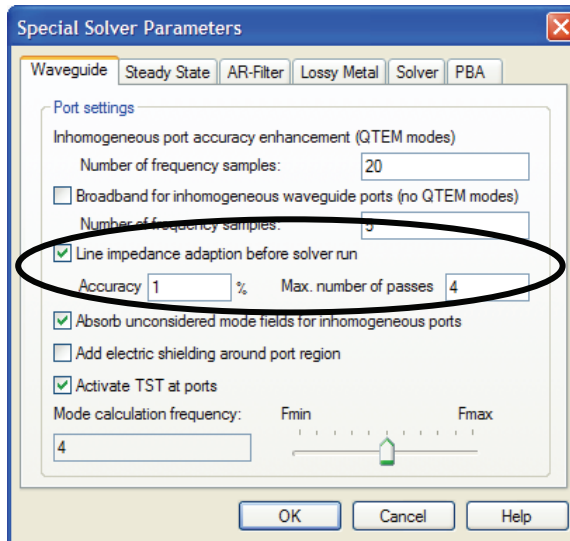 Special Solver Parameters
Waveguide Steady State AR-Filter Lossy Metal Solver PBA
Port settings
Inhomogeneous port accuracy enhancement (QTEM modes)
Number of frequency samples: 20
Broadband for inhomogeneous waveguide ports (no QTEM modes)
Number of frequency samples: 5
Line impedance adaption before solver run
Accuracy 1 % Max. number of passes 4
Absorb unconsidered mode fields for inhomogeneous ports
Add electric shielding around port region
Activate TST at ports
Mode calculation frequency: Fmin Fmax
4
OK Cancel Help